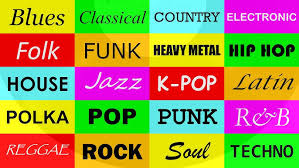 Blues Classical COUNTRY ELECTRONIC
Folk FUNK HEAVY METAL HIP HOP
HOUSE Jazz K-POP Latin
POLKA POP PUNK R&B
REGGAE ROCK Soul TECHNO